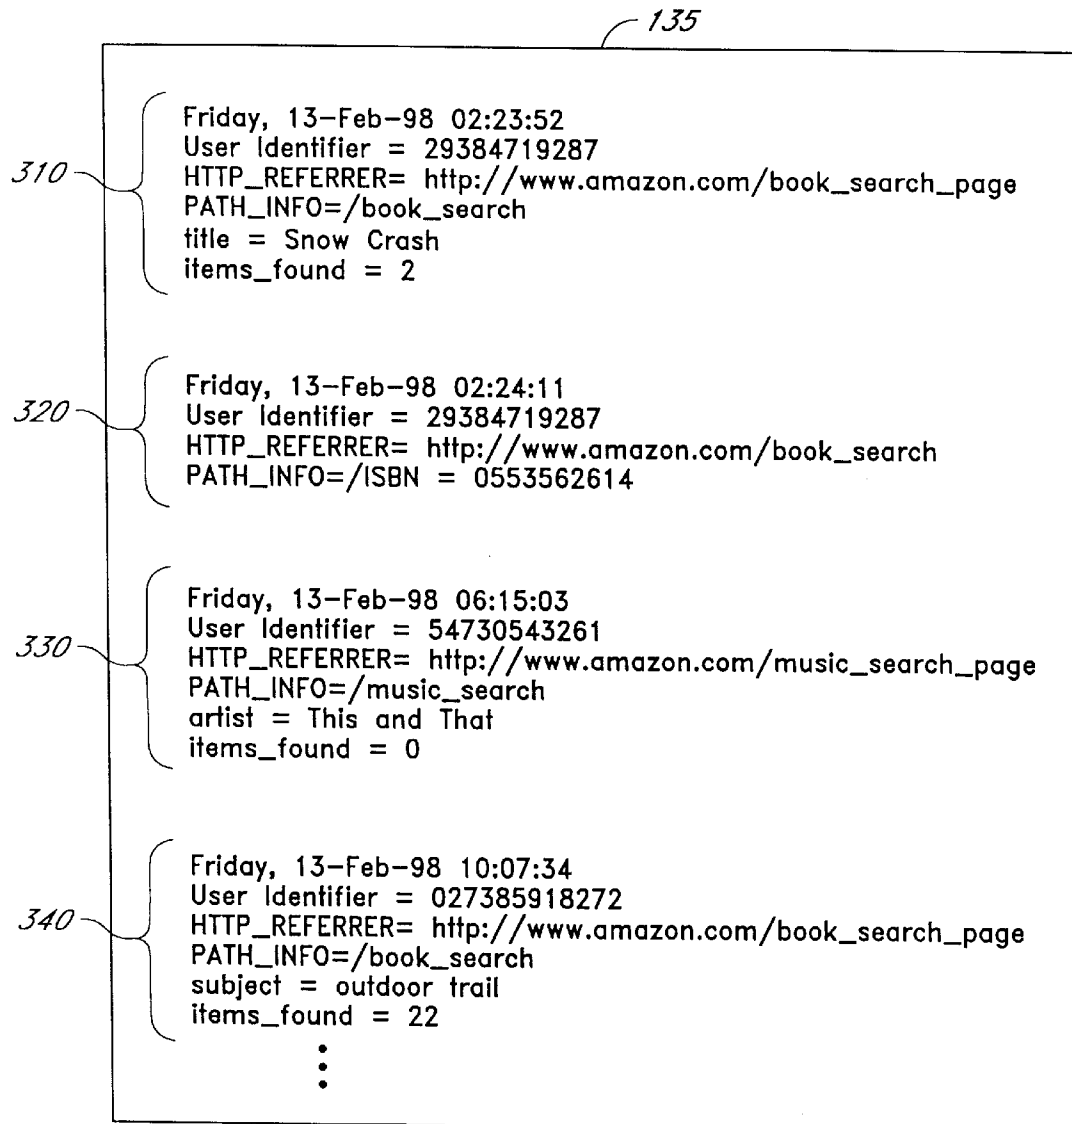 135
310
Friday, 13-Feb-98 02:23:52
User Identifier = 29384719287
HTTP_REFERRER= http://www.amazon.com/book_search_page
PATH_INFO=/book_search
title = Snow Crash
items_found = 2
320
Friday, 13-Feb-98 02:24:11
User Identifier = 29384719287
HTTP_REFERRER= http://www.amazon.com/book_search
PATH_INFO=/ISBN = 0553562614
330
Friday, 13-Feb-98 06:15:03
User Identifier = 54730543261
HTTP_REFERRER= http://www.amazon.com/music_search_page
PATH_INFO=/music_search
artist = This and That
items_found = 0
340
Friday, 13-Feb-98 10:07:34
User Identifier = 027385918272
HTTP_REFERRER= http://www.amazon.com/book_search_page
PATH_INFO=/book_search
subject = outdoor trail
items_found = 22